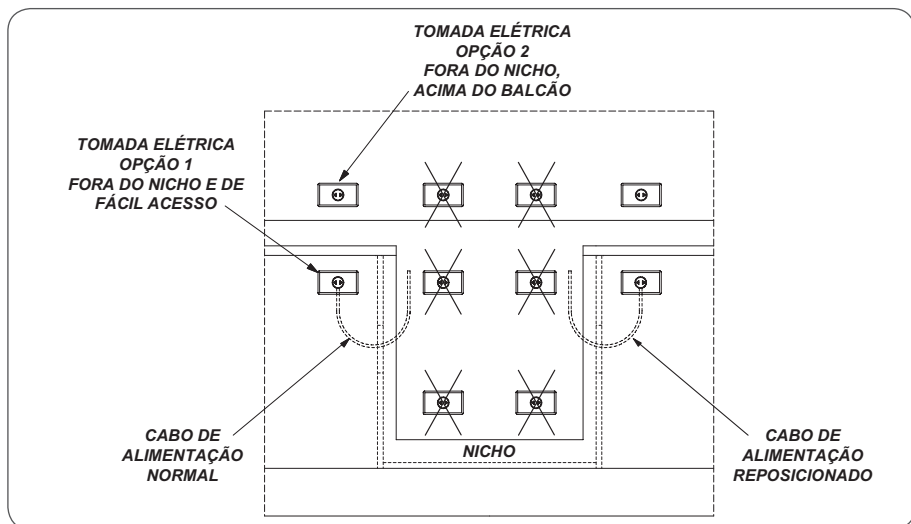 TOMADA ELÉTRICA
OPÇÃO 2
FORA DO NICHO,
ACIMA DO BALCÃO
TOMADA ELÉTRICA
OPÇÃO 1
FORA DO NICHO E DE
FÁCIL ACESSO
CABO DE
ALIMENTAÇÃO
NORMAL
NICHO
CABO DE
ALIMENTAÇÃO
REPOSICIONADO